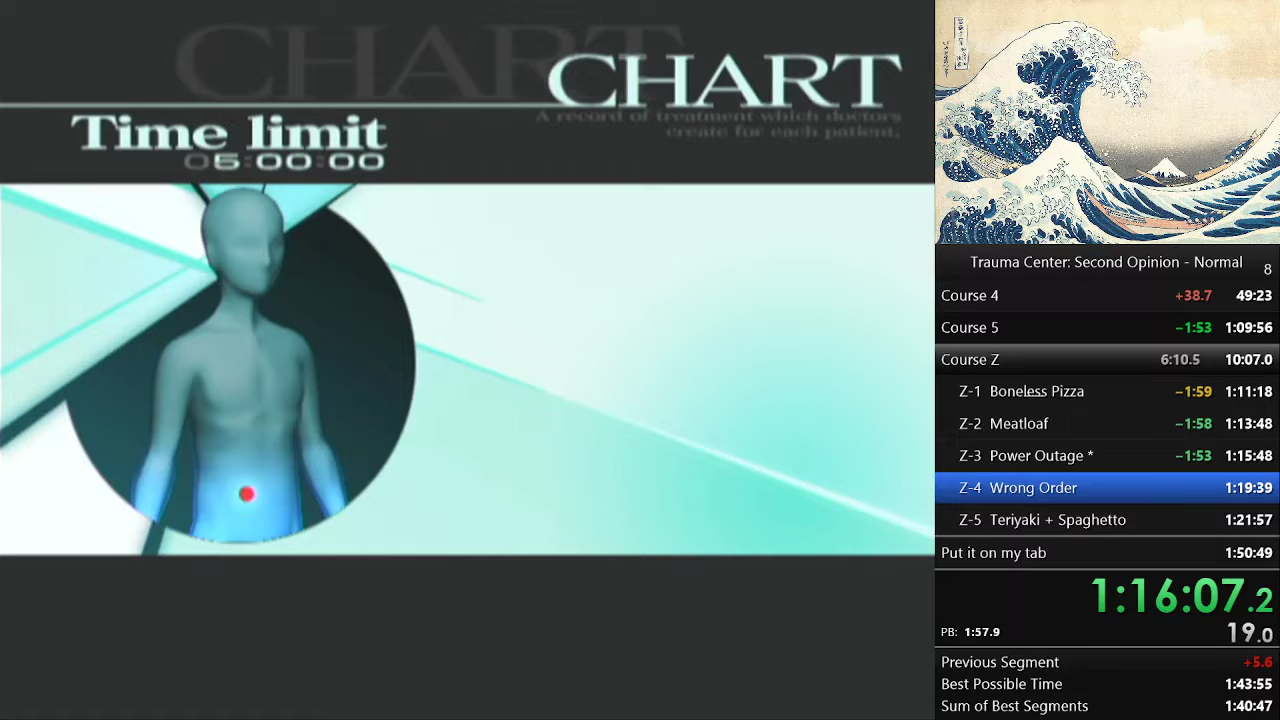 CHART
CHART
A record of treatment which doctors
create for each patient.
Time limit
05:00:00
Trauma Center: Second Opinion - Normal 8
Course 4 +38.7 49:23
Course 5 −1:53 1:09:56
Course Z 6:10.5 10:07.0
Z-1 Boneless Pizza −1:59 1:11:18
Z-2 Meatloaf −1:58 1:13:48
Z-3 Power Outage * −1:53 1:15:48
Z-4 Wrong Order 1:19:39
Z-5 Teriyaki + Spaghetto 1:21:57
Put it on my tab 1:50:49
1:16:07.2
PB: 1:57.9 19.0
Previous Segment +5.6
Best Possible Time 1:43:55
Sum of Best Segments 1:40:47